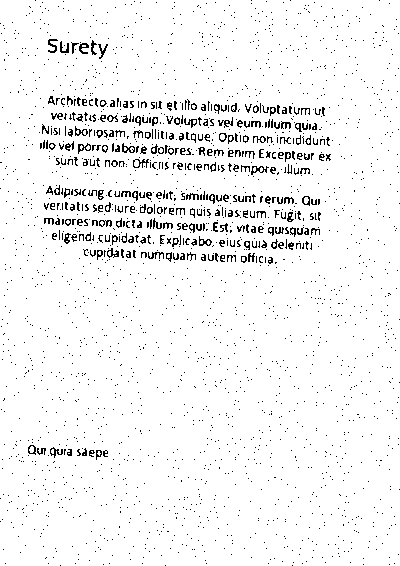 Surety
Architecto alias in sit et illo aliquid. Voluptatum ut
veritatis eos aliquip. Voluptas vel eum illum quia.
Nisi laboriosam, mollitia atque. Optio non incididunt
illo vel porro labore dolores. Rem enim Excepteur ex
sunt aut non. Officiis reiciendis tempore, illum.
Adipisicing cumque elit, similique sunt rerum. Qui
veritatis sed iure dolorem quis alias eum. Fugit, sit
maiores non dicta illum sequi. Est, vitae quisquam
eligendi cupidatat. Explicabo, eius quia deleniti
cupidatat numquam autem officia.
Qui quia saepe